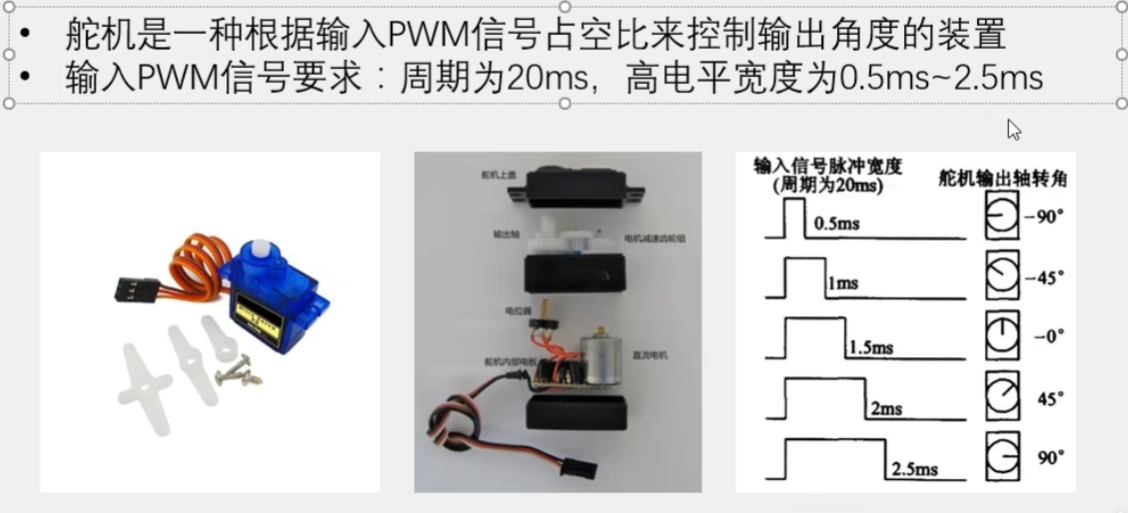 舵机是一种根据输入PWM信号占空比来控制输出角度的装置
输入PWM信号要求：周期为20ms，高电平宽度为0.5ms~2.5ms
舵机上盖
输出轴
电机减速齿轮组
电位器
舵机内部电板
直流电机
输入信号脉冲宽度
(周期为20ms)
舵机输出轴转角
0.5ms
−90°
1ms
−45°
1.5ms
−0°
2ms
45°
2.5ms
90°